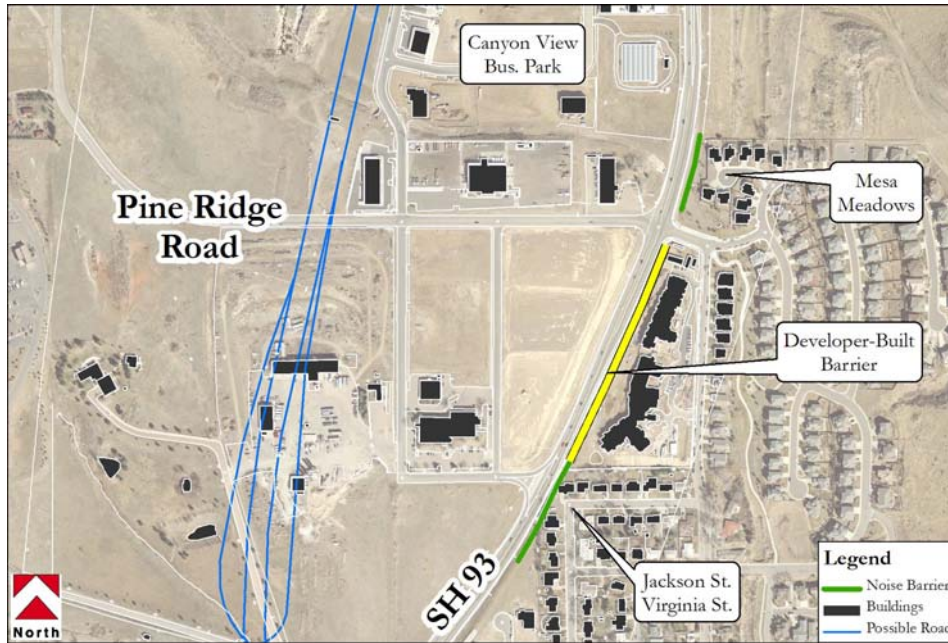 Canyon View
Bus. Park
Mesa
Meadows
Pine Ridge
Road
Developer-Built
Barrier
Jackson St.
Virginia St.
SH 93
Legend
Noise Barrier
Buildings
Possible Road
North